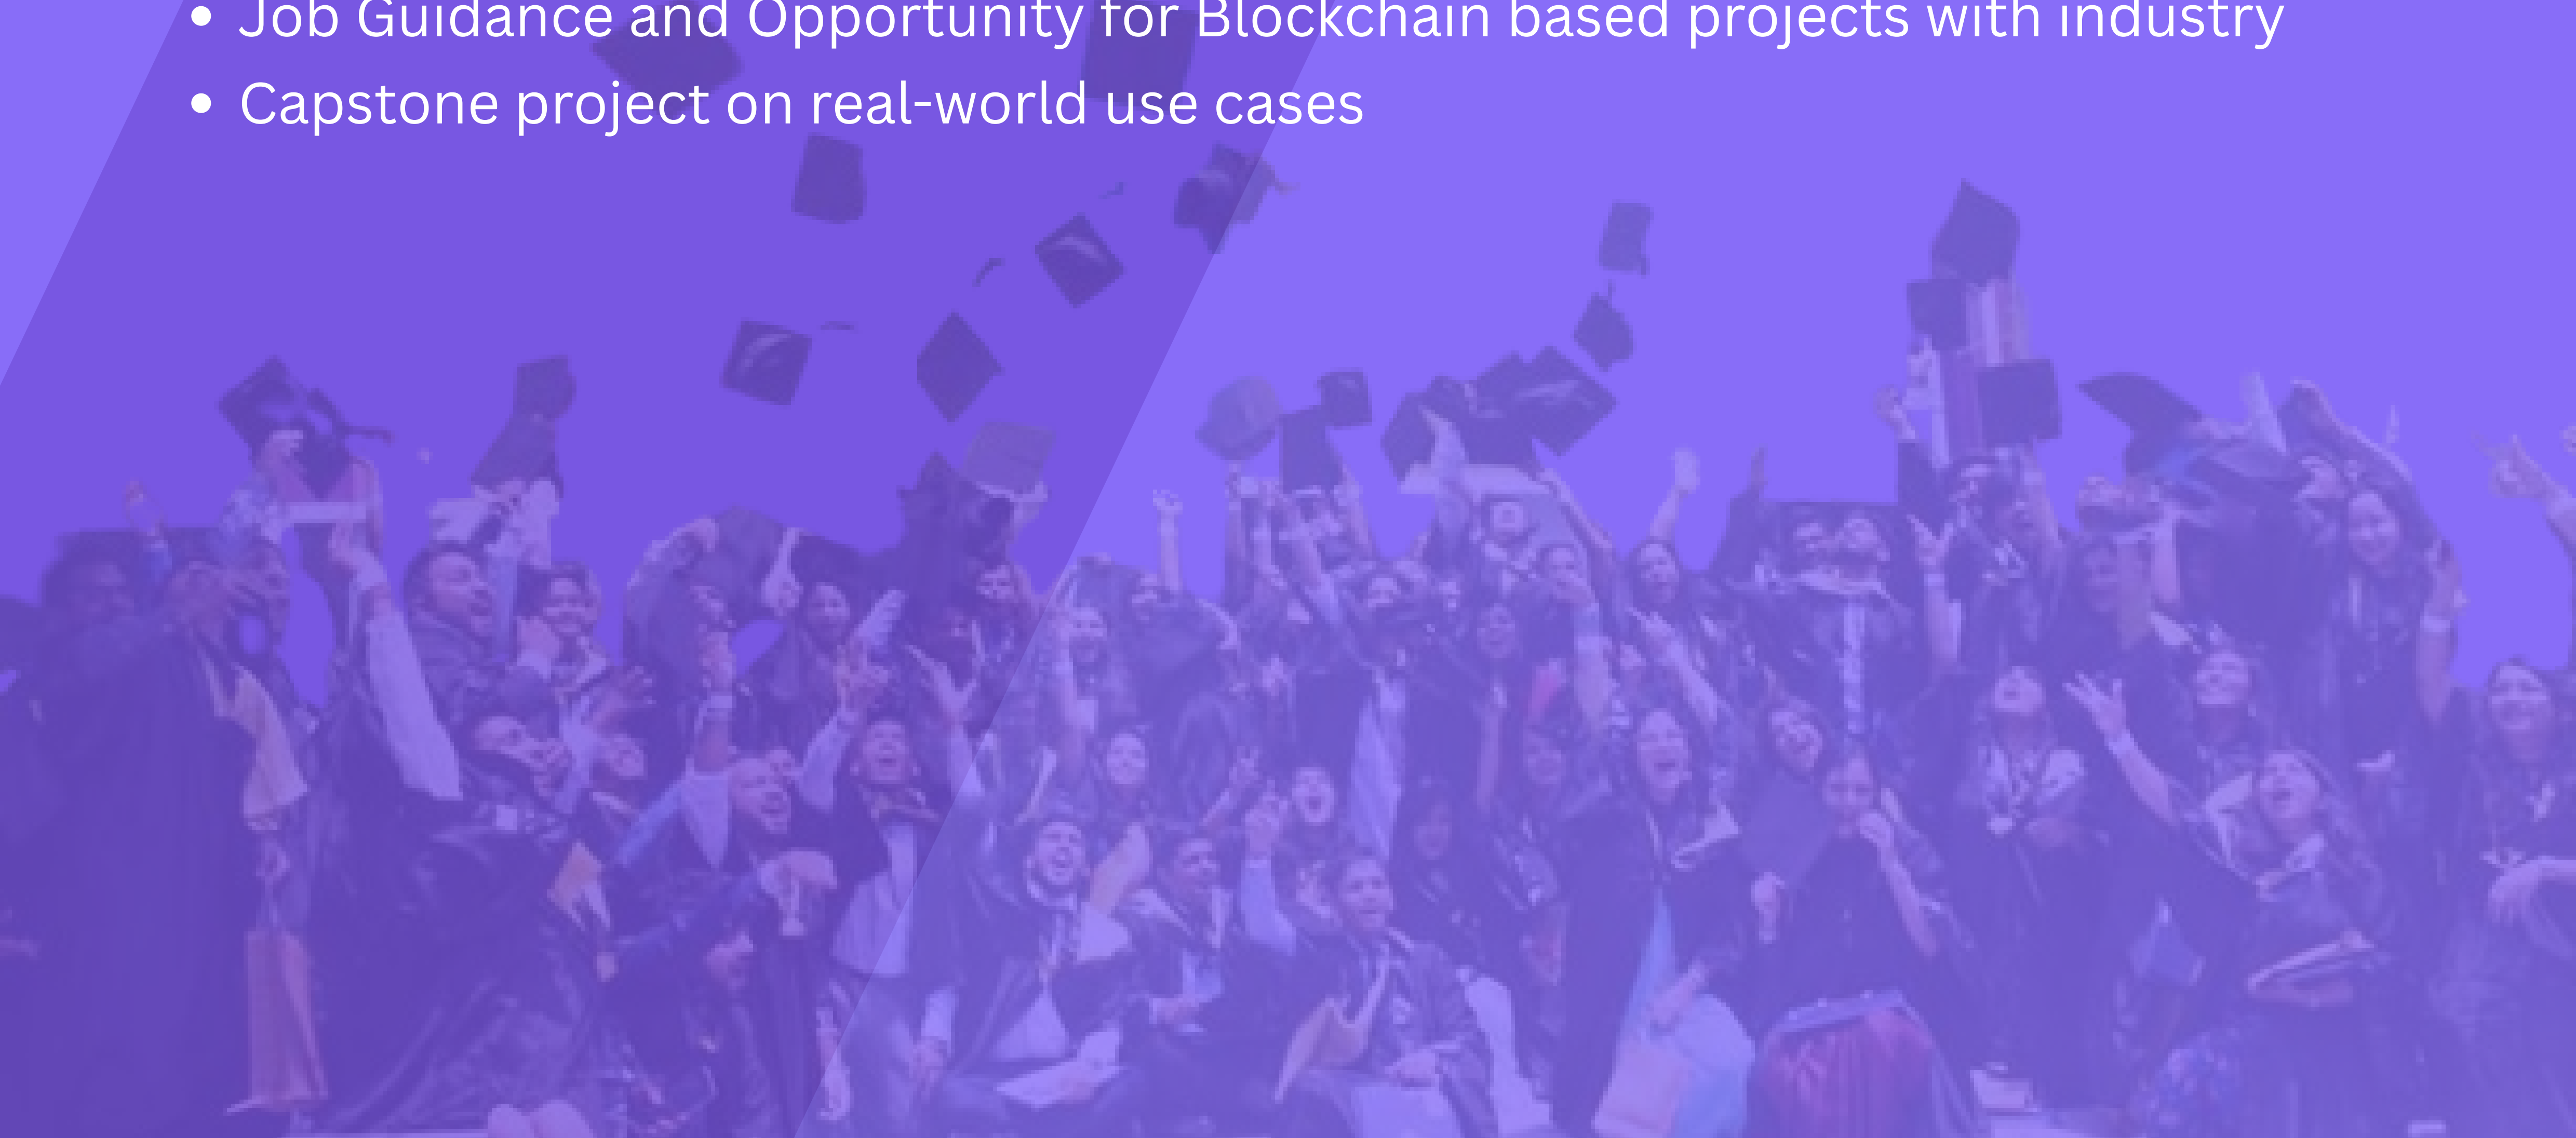 • Job Guidance and Opportunity for Blockchain based projects with industry
• Capstone project on real-world use cases